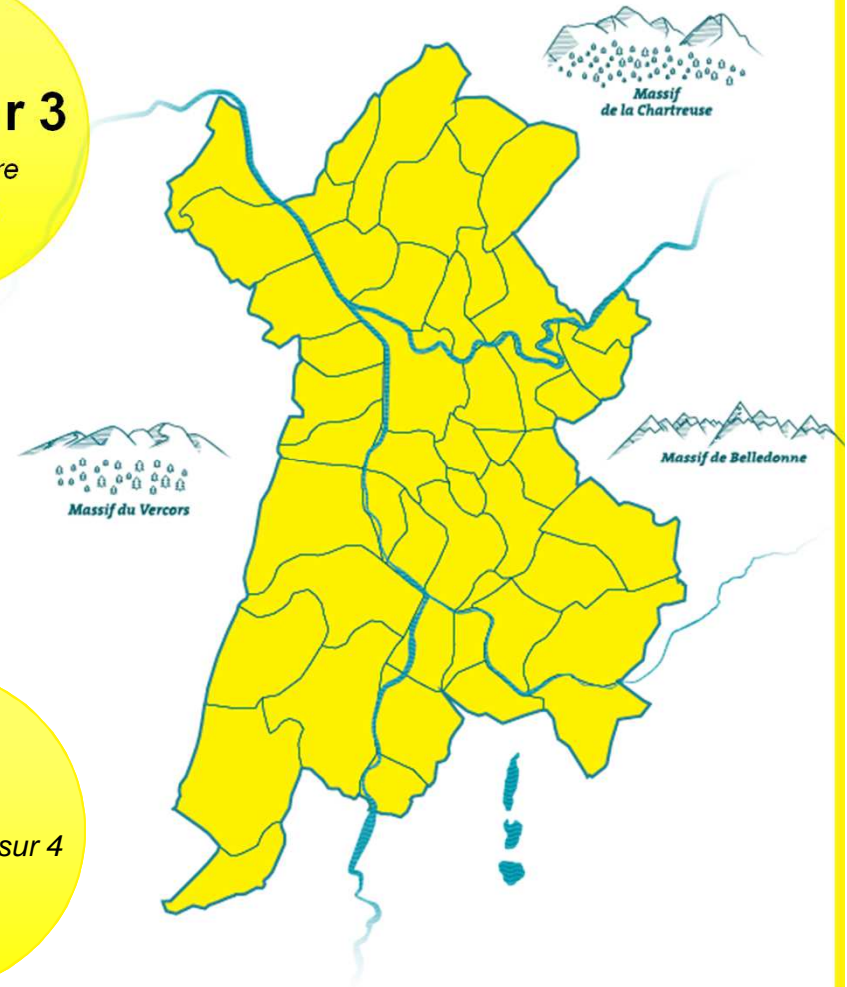 r 3
re
Massif
de la Chartreuse
Massif de Belledonne
Massif du Vercors
sur 4